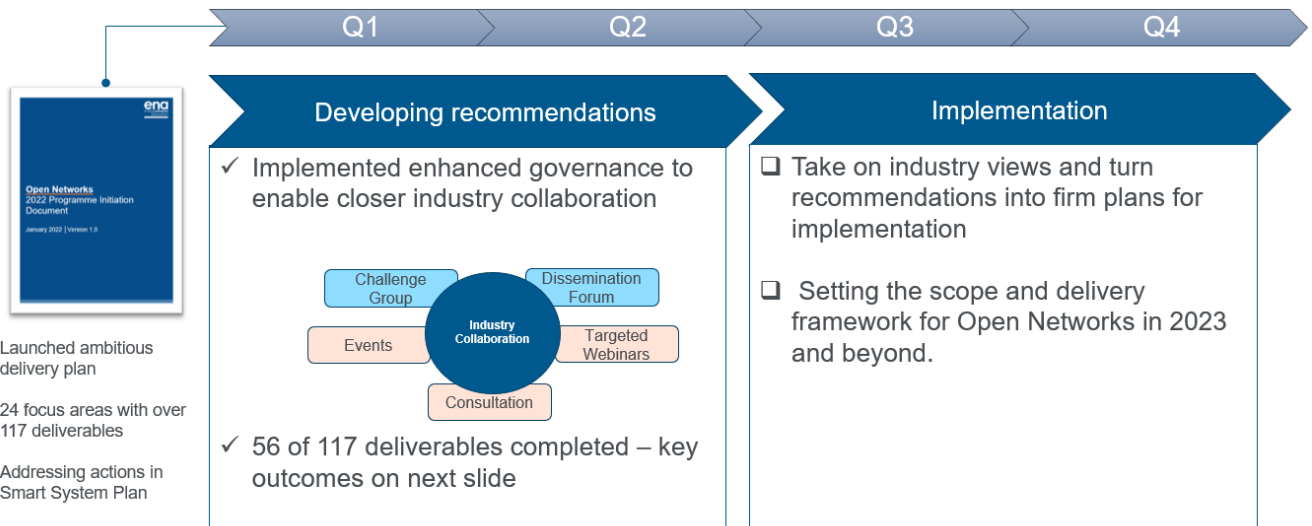 Q1
Q2
Q3
Q4
ena
Open Networks
2022 Programme Initiation
Document
January 2022 | Version 1.0
Launched ambitious
delivery plan
24 focus areas with over
117 deliverables
Addressing actions in
Smart System Plan
Developing recommendations
✓ Implemented enhanced governance to
enable closer industry collaboration
Challenge
Group
Dissemination
Forum
Industry
Collaboration
Events
Targeted
Webinars
Consultation
✓ 56 of 117 deliverables completed – key
outcomes on next slide
Implementation
❑ Take on industry views and turn
recommendations into firm plans for
implementation
❑ Setting the scope and delivery
framework for Open Networks in 2023
and beyond.